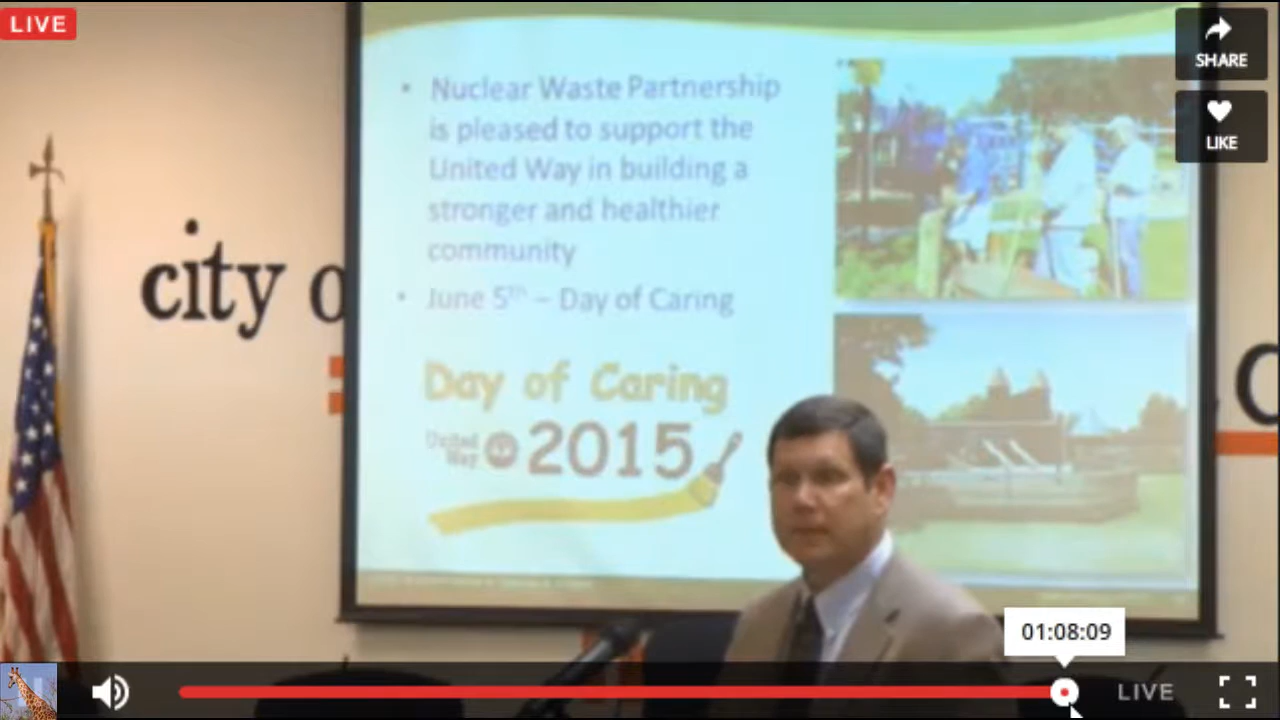 LIVE
SHARE
LIKE
• Nuclear Waste Partnership
is pleased to support the
United Way in building a
stronger and healthier
community
• June 5th – Day of Caring
Day of Caring
United
Way
2015
city o
01:08:09
LIVE